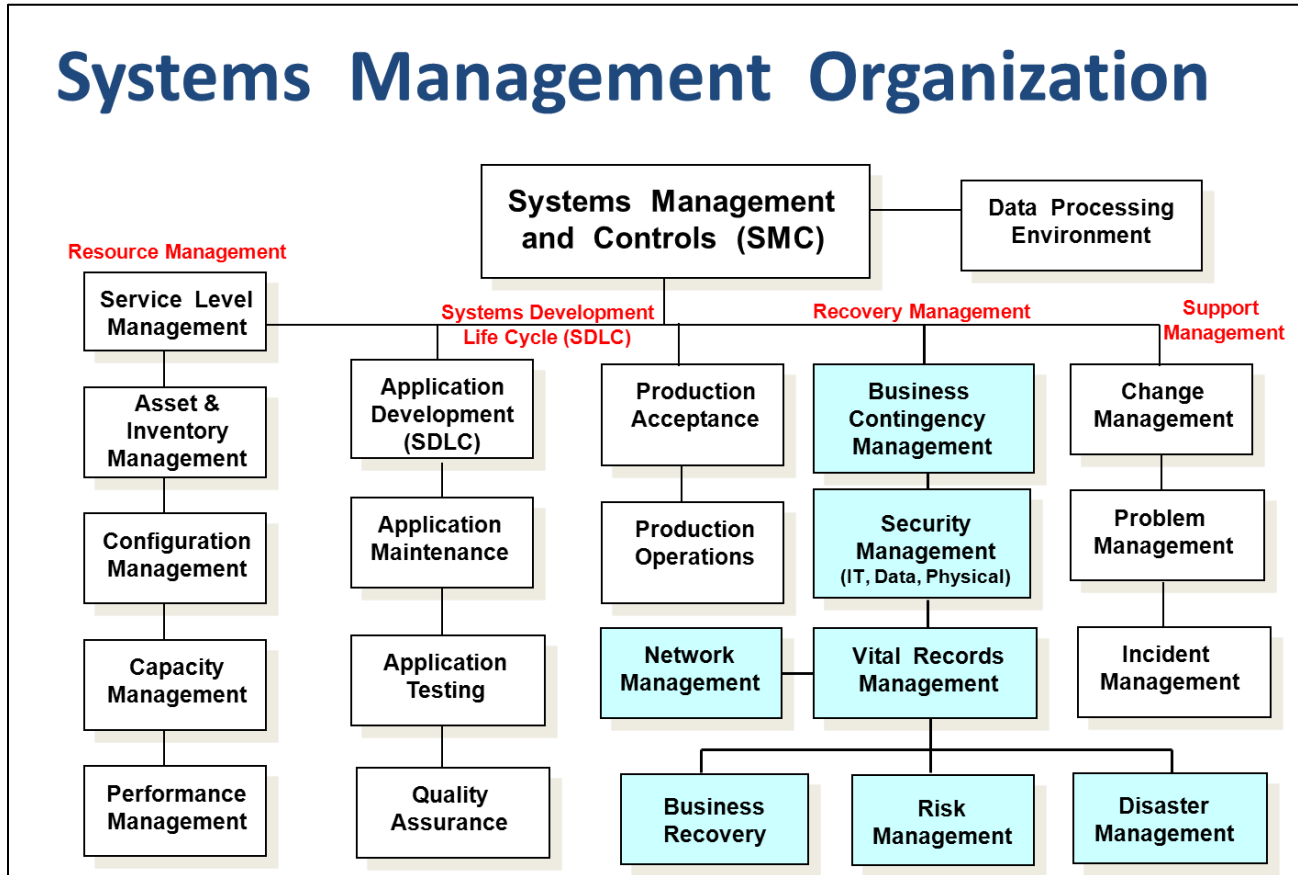 Systems Management Organization
Systems Management
and Controls (SMC)
Data Processing
Environment
Resource Management
Service Level
Management
Asset &
Inventory
Management
Configuration
Management
Capacity
Management
Performance
Management
Systems Development
Life Cycle (SDLC)
Application
Development
(SDLC)
Application
Maintenance
Application
Testing
Quality
Assurance
Production
Acceptance
Production
Operations
Network
Management
Recovery Management
Business
Contingency
Management
Security
Management
(IT, Data, Physical)
Vital Records
Management
Business
Recovery
Risk
Management
Disaster
Management
Support
Management
Change
Management
Problem
Management
Incident
Management